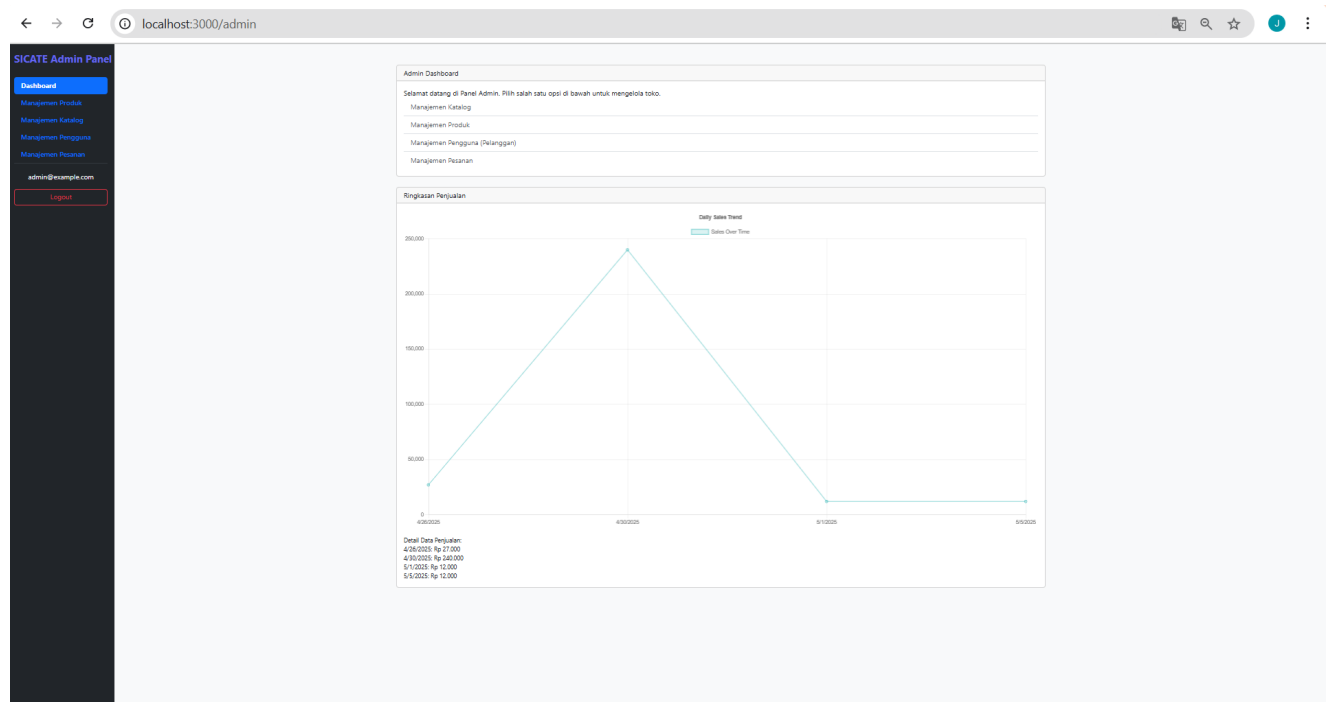 localhost:3000/admin
J
SICATE Admin Panel
Dashboard
Manajemen Produk
Manajemen Katalog
Manajemen Pengguna
Manajemen Pesanan
admin@example.com
Logout
Admin Dashboard
Selamat datang di Panel Admin. Pilih salah satu opsi di bawah untuk mengelola toko.
Manajemen Katalog
Manajemen Produk
Manajemen Pengguna (Pelanggan)
Manajemen Pesanan
Ringkasan Penjualan
Daily Sales Trend
Sales Over Time
250,000
200,000
150,000
100,000
50,000
0
4/26/2025 4/30/2025 5/1/2025 5/5/2025
Detail Data Penjualan:
4/26/2025: Rp 27.000
4/30/2025: Rp 240.000
5/1/2025: Rp 12.000
5/5/2025: Rp 12.000